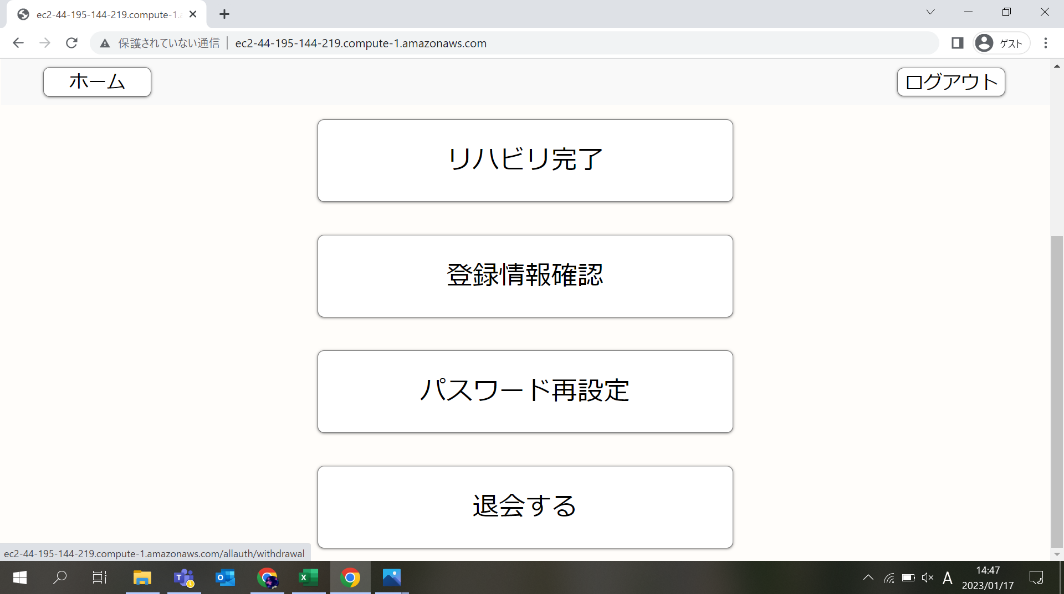 ec2-44-195-144-219.compute-1.
保護されていない通信 ec2-44-195-144-219.compute-1.amazonaws.com ゲスト
ホーム ログアウト
リハビリ完了
登録情報確認
パスワード再設定
退会する
ec2-44-195-144-219.compute-1.amazonaws.com/allauth/withdrawal
A 14:47
2023/01/17